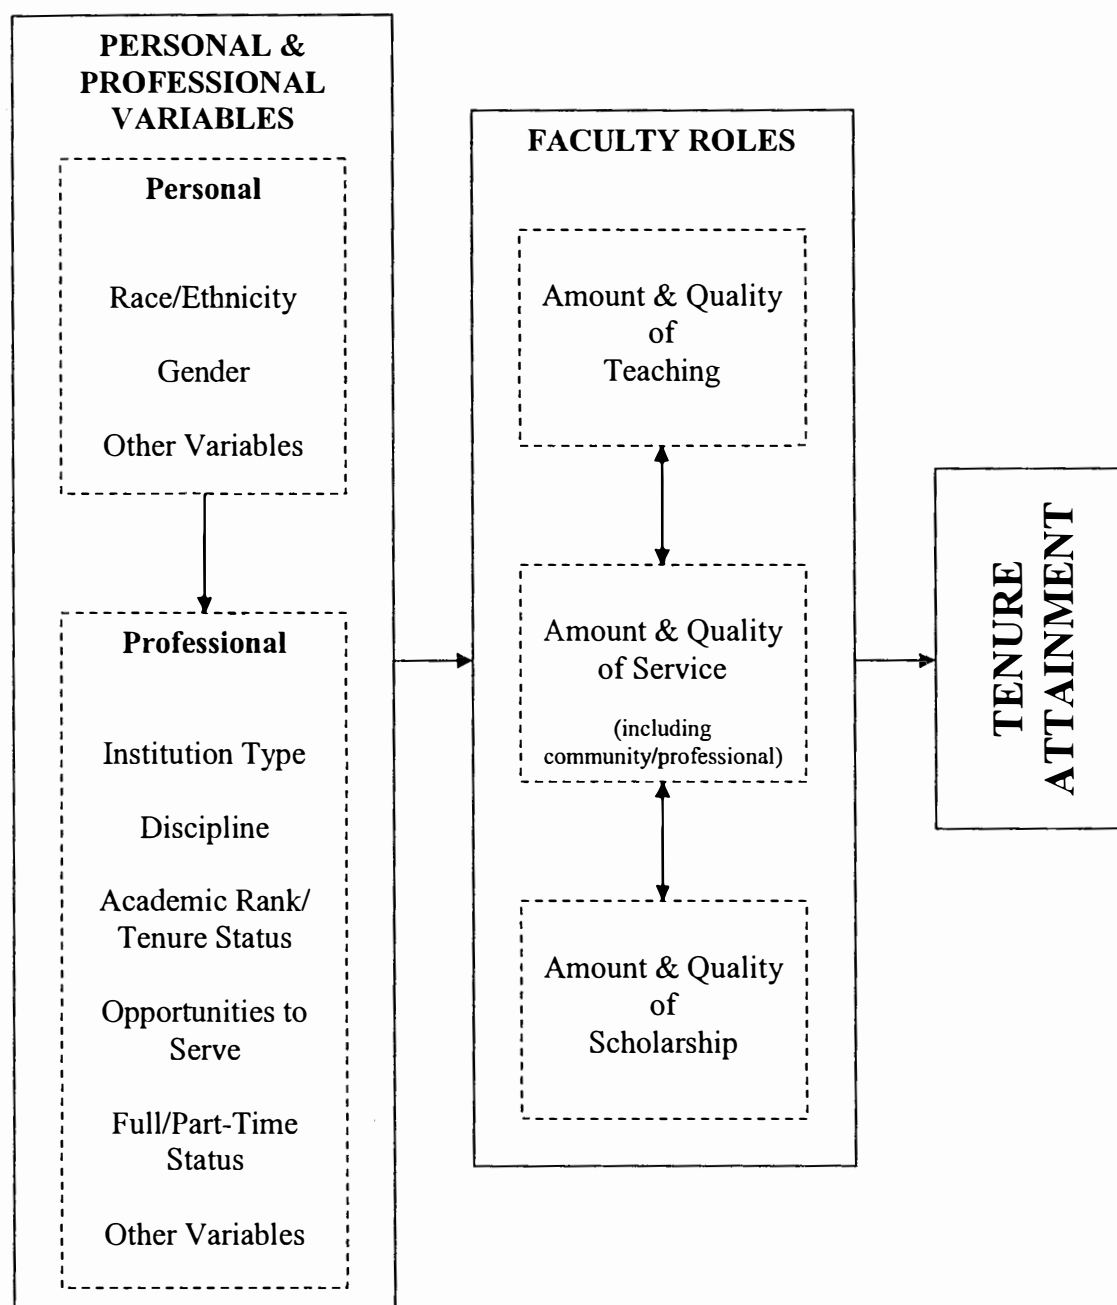 PERSONAL &
PROFESSIONAL
VARIABLES
Personal
Race/Ethnicity
Gender
Other Variables
Professional
Institution Type
Discipline
Academic Rank/
Tenure Status
Opportunities to
Serve
Full/Part-Time
Status
Other Variables
FACULTY ROLES
Amount & Quality
of
Teaching
Amount & Quality
of Service
(including
community/professional)
Amount & Quality
of
Scholarship
TENURE
ATTAINMENT